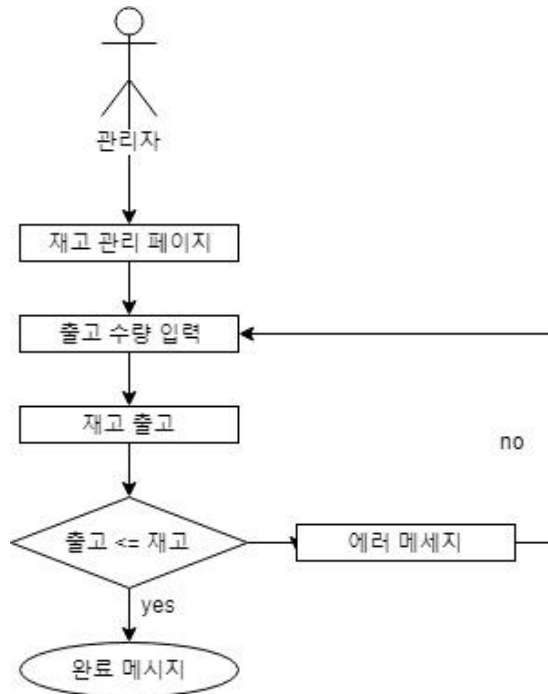 관리자
재고 관리 페이지
출고 수량 입력
재고 출고
no
출고 <= 재고
에러 메세지
yes
완료 메시지